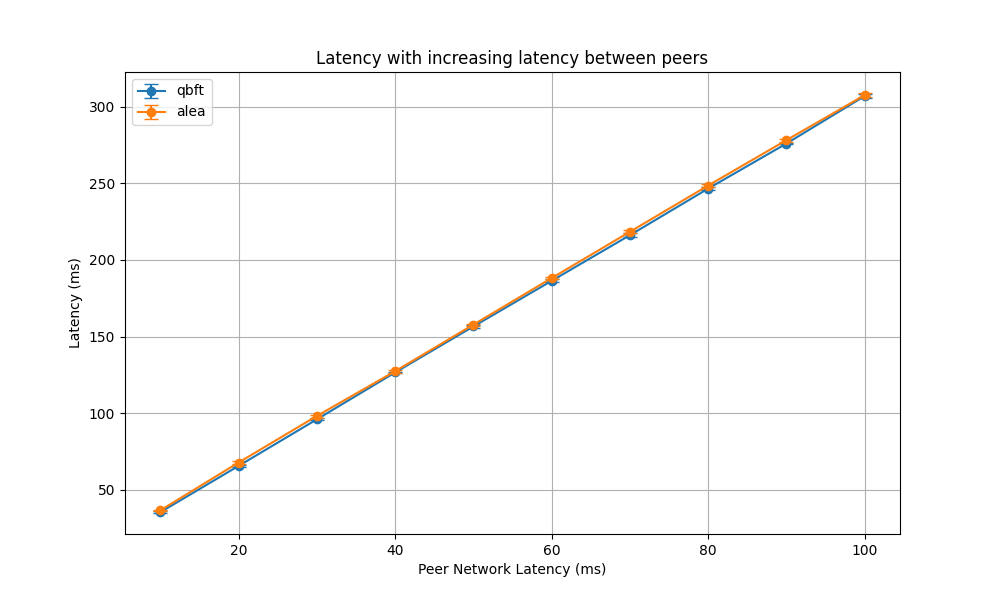 Latency with increasing latency between peers
qbft
alea
300
250
200
150
100
50
Latency (ms)
20 40 60 80 100
Peer Network Latency (ms)